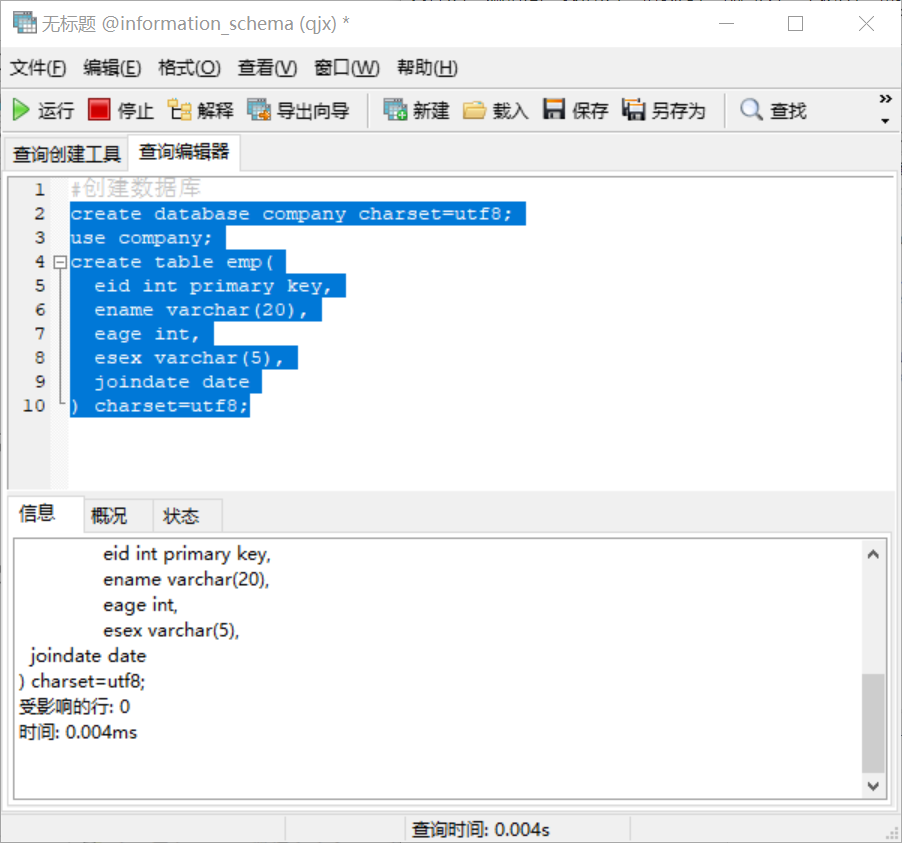 无标题 @information_schema (qjx) *
文件(F) 编辑(E) 格式(O) 查看(V) 窗口(W) 帮助(H)
运行 停止 解释 导出向导 新建 载入 保存 另存为 查找 »
查询创建工具 查询编辑器
1 #创建数据库
2 create database company charset=utf8;
3 use company;
4 create table emp(
5 eid int primary key,
6 ename varchar(20),
7 eage int,
8 esex varchar(5),
9 joindate date
10 ) charset=utf8;
信息 概况 状态
eid int primary key,
ename varchar(20),
eage int,
esex varchar(5),
joindate date
) charset=utf8;
受影响的行: 0
时间: 0.004ms
查询时间: 0.004s